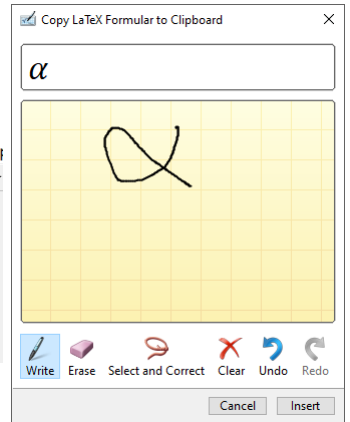 Copy LaTeX Formular to Clipboard
α
α
Write Erase Select and Correct Clear Undo Redo
Cancel Insert